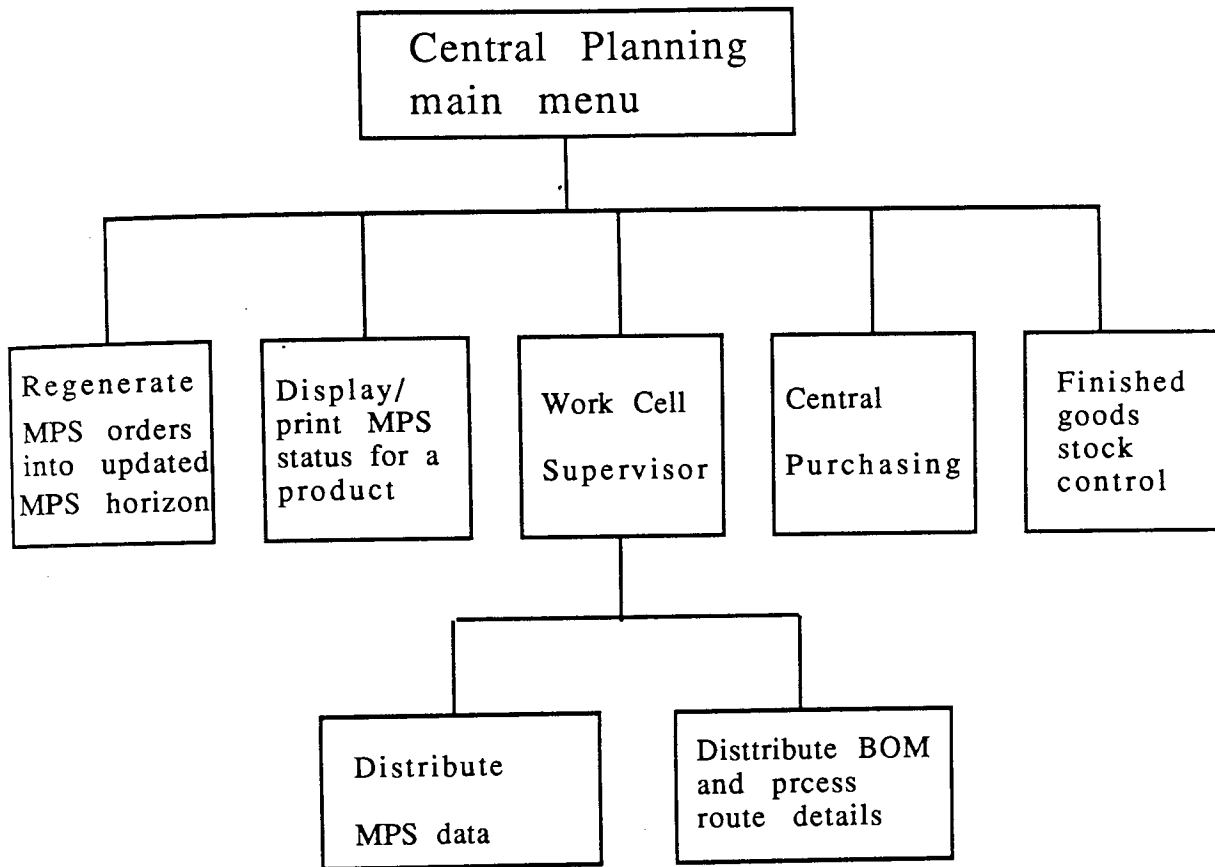 Central Planning
main menu
Regenerate
MPS orders
into updated
MPS horizon
Display/
print MPS
status for a
product
Work Cell
Supervisor
Central
Purchasing
Finished
goods
stock
control
Distribute
MPS data
Disttribute BOM
and prcess
route details